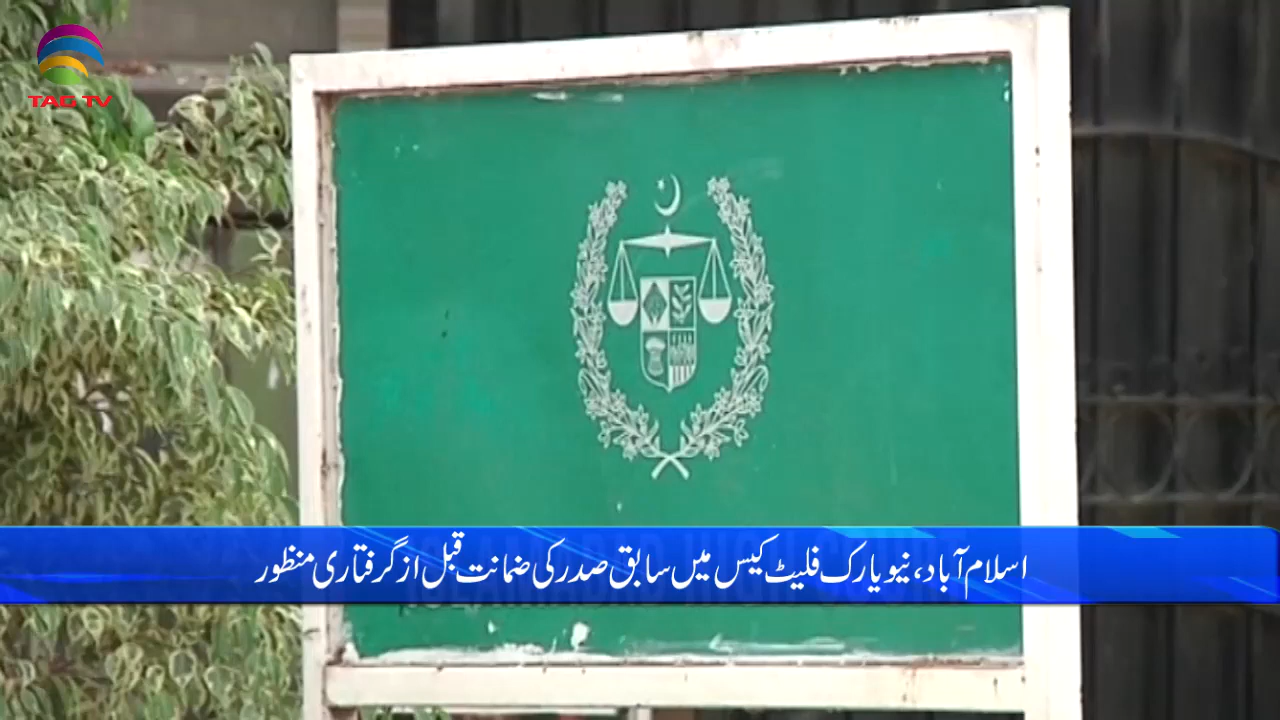 TAG TV
اسلام آباد، نیویارک فلیٹ کیس میں سابق صدر کی ضمانت قبل از گرفتاری منظور